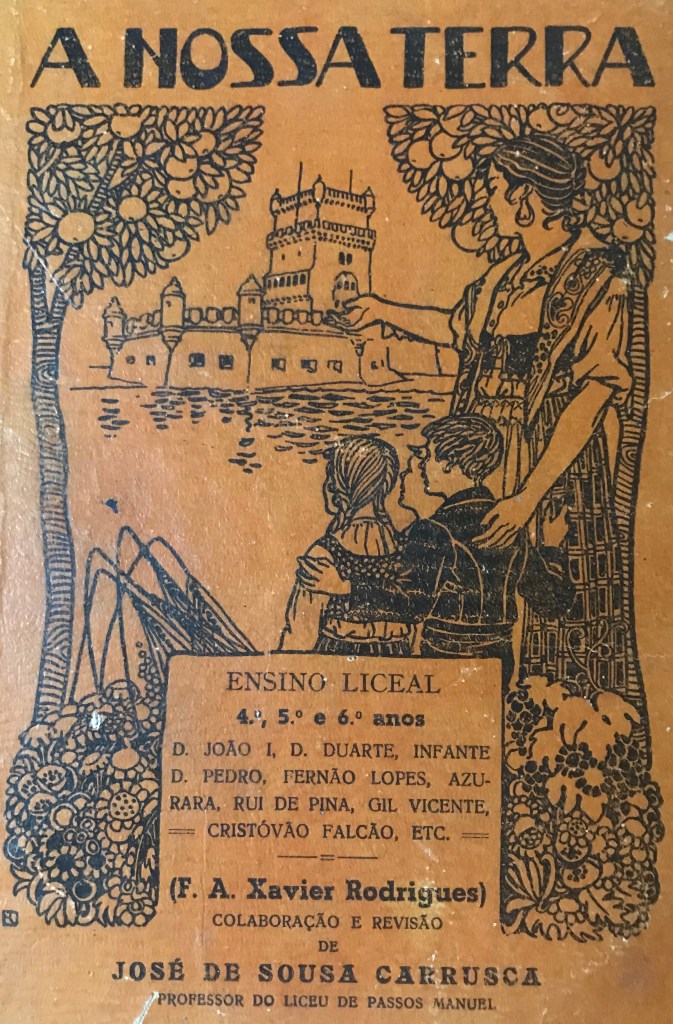 A NOSSA TERRA
ENSINO LICEAL
4.º, 5.º e 6.º anos
D. JOÃO I, D. DUARTE, INFANTE
D. PEDRO, FERNÃO LOPES, AZU-
RARA, RUI DE PINA, GIL VICENTE,
CRISTÓVÃO FALCÃO, ETC.
(F. A. Xavier Rodrigues)
COLABORAÇÃO E REVISÃO
DE
JOSÉ DE SOUSA CARRUSCA
PROFESSOR DO LICEU DE PASSOS MANUEL